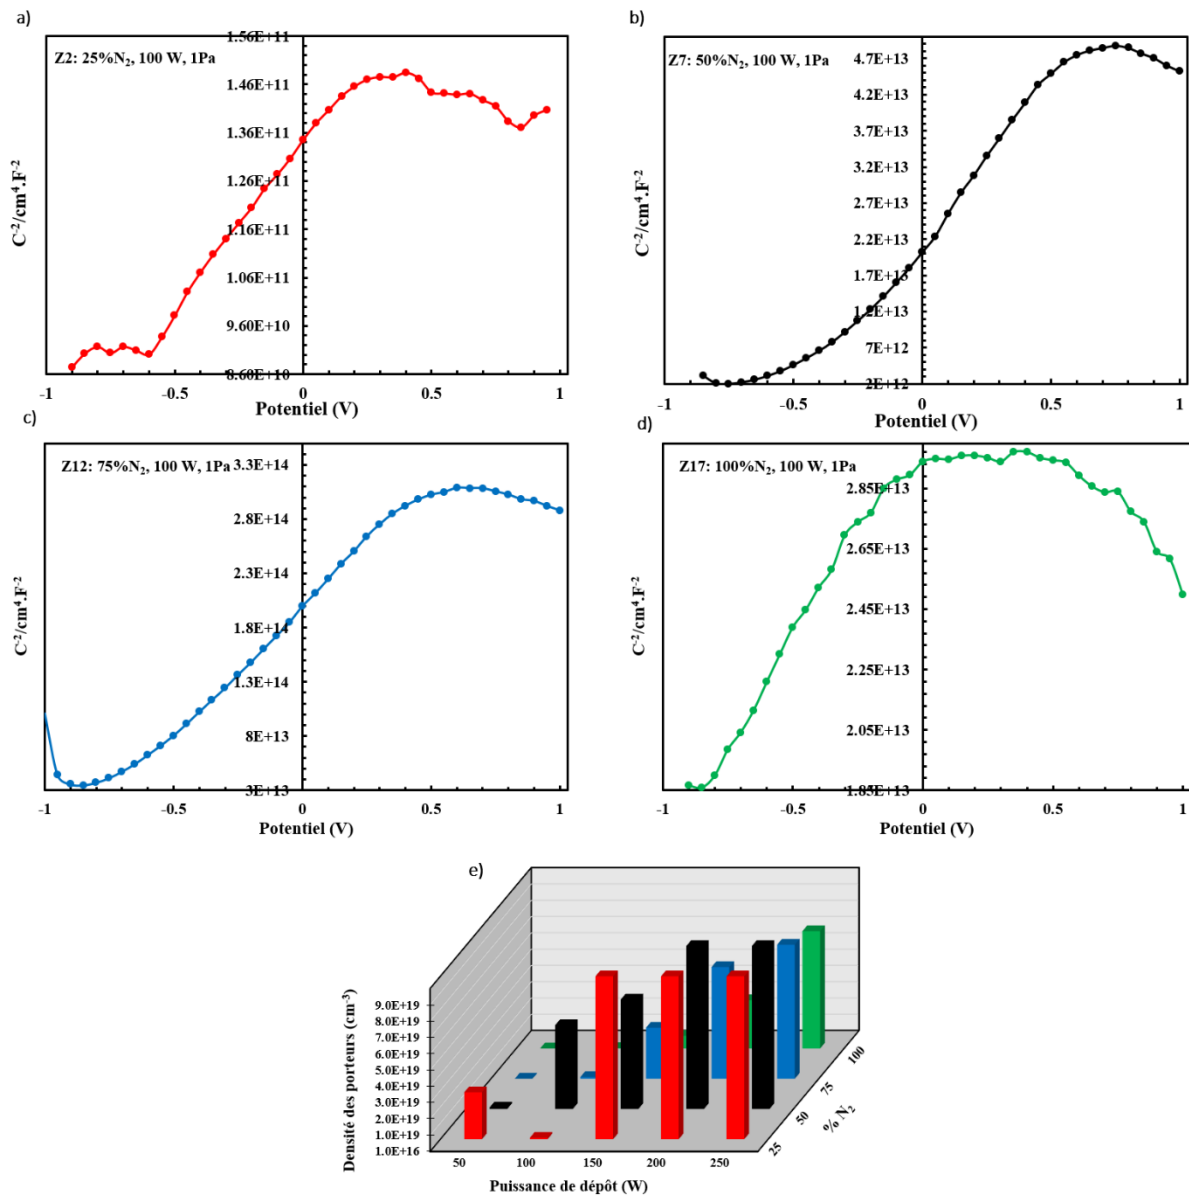 a)
1.56E+11
Z2: 25%N₂, 100 W, 1Pa
1.46E+11
1.36E+11
1.26E+11
1.16E+11
1.06E+11
9.60E+10
8.60E+10
C⁻²/cm⁴.F⁻²
-1
-0.5
0
0.5
1
Potentiel (V)
b)
Z7: 50%N₂, 100 W, 1Pa
4.7E+13
4.2E+13
3.7E+13
3.2E+13
2.7E+13
2.2E+13
1.7E+13
1.2E+13
7E+12
2E+12
C⁻²/cm⁴.F⁻²
-1
-0.5
0
0.5
1
Potentiel (V)
c)
Z12: 75%N₂, 100 W, 1Pa
3.3E+14
2.8E+14
2.3E+14
1.8E+14
1.3E+14
8E+13
3E+13
C⁻²/cm⁴.F⁻²
-1
-0.5
0
0.5
1
Potentiel (V)
d)
Z17: 100%N₂, 100 W, 1Pa
2.85E+13
2.65E+13
2.45E+13
2.25E+13
2.05E+13
1.85E+13
C⁻²/cm⁴.F⁻²
-1
-0.5
0
0.5
1
Potentiel (V)
e)
Densité des porteurs (cm⁻³)
9.0E+19
8.0E+19
7.0E+19
6.0E+19
5.0E+19
4.0E+19
3.0E+19
2.0E+19
1.0E+19
1.0E+16
50
100
150
200
250
Puissance de dépôt (W)
25
50
75
100
% N₂